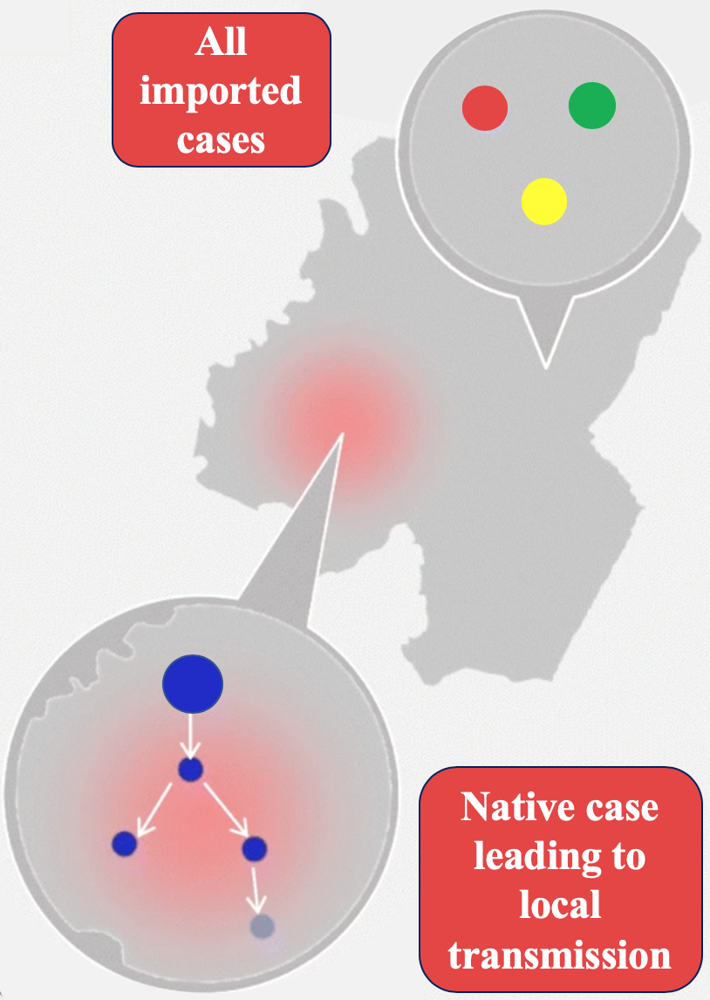 All
imported
cases
Native case
leading to
local
transmission